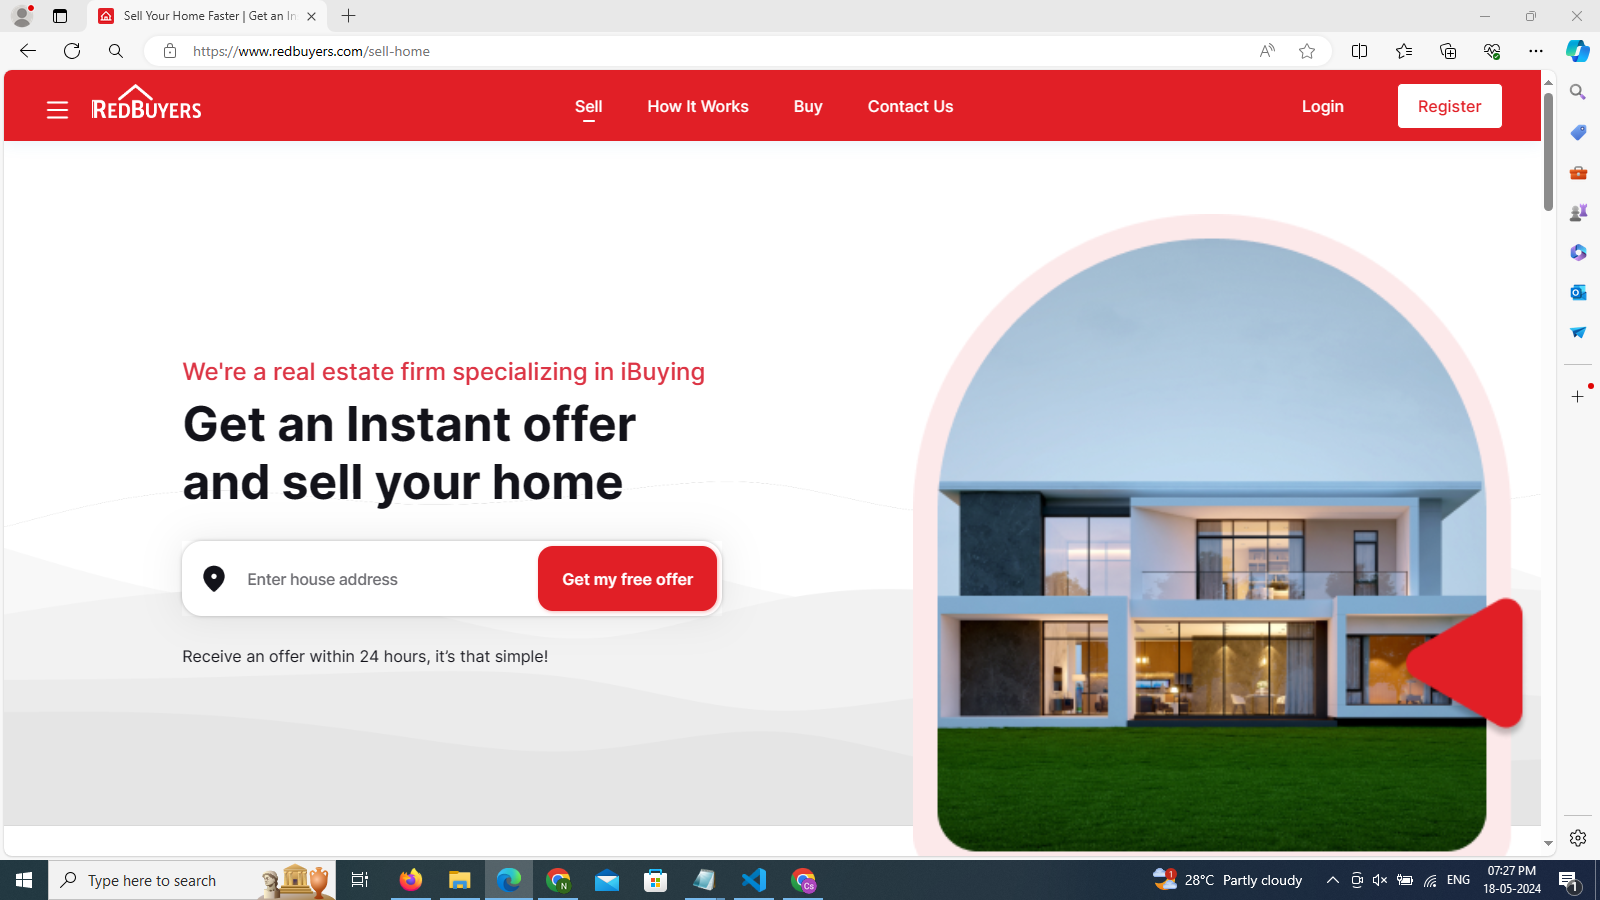 Sell Your Home Faster | Get an In
https://www.redbuyers.com/sell-home
REDBUYERS
Sell
How It Works
Buy
Contact Us
Login
Register
We're a real estate firm specializing in iBuying
Get an Instant offer
and sell your home
Enter house address
Get my free offer
Receive an offer within 24 hours, it’s that simple!
Type here to search
N
Cs
1
28°C Partly cloudy
ENG
07:27 PM
18-05-2024
1